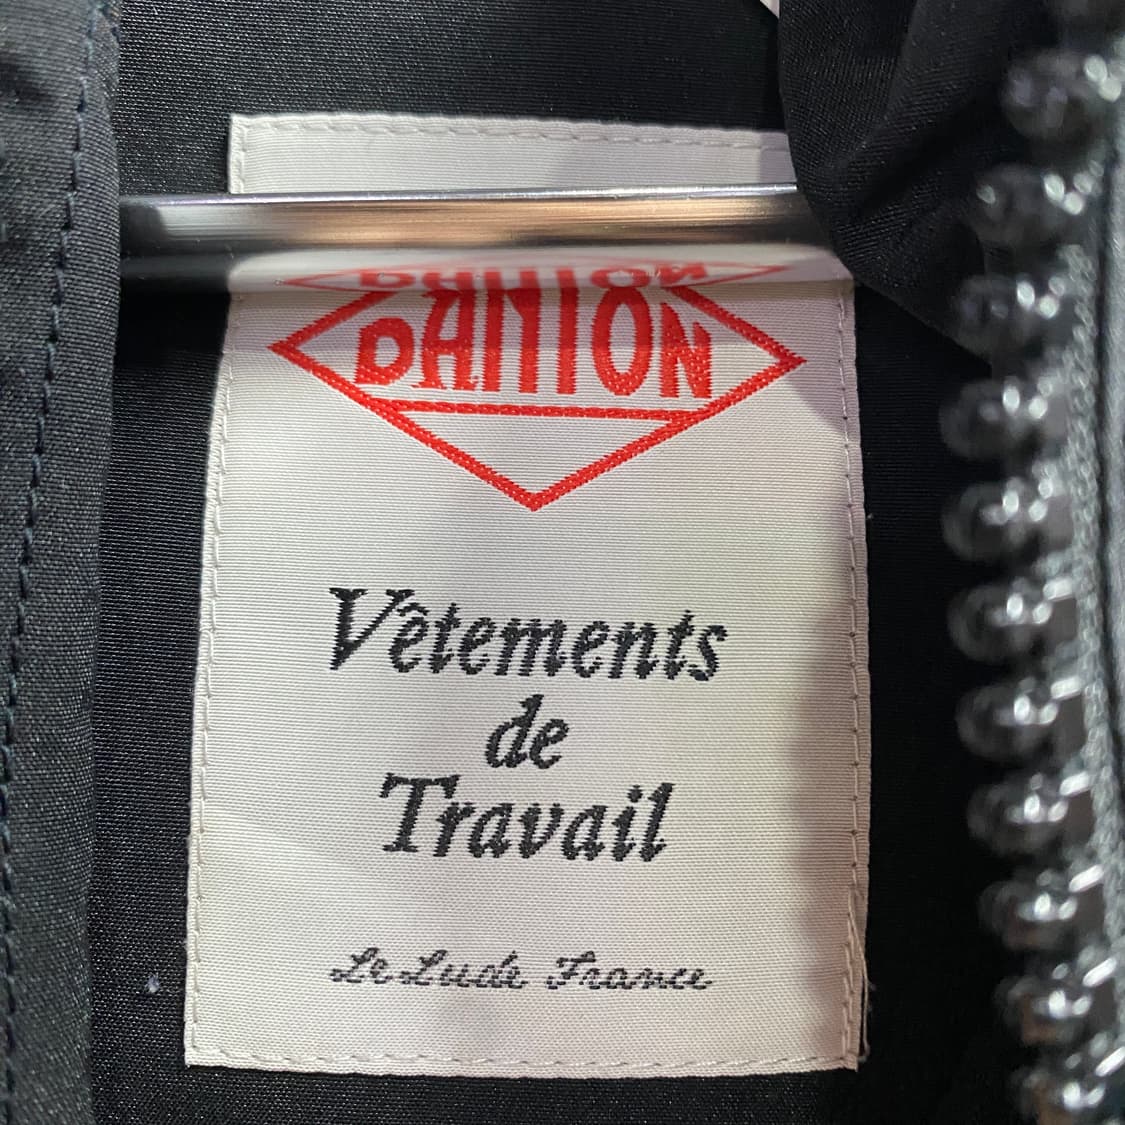 DANTON
Vêtements
de
Travail
Le Lude France